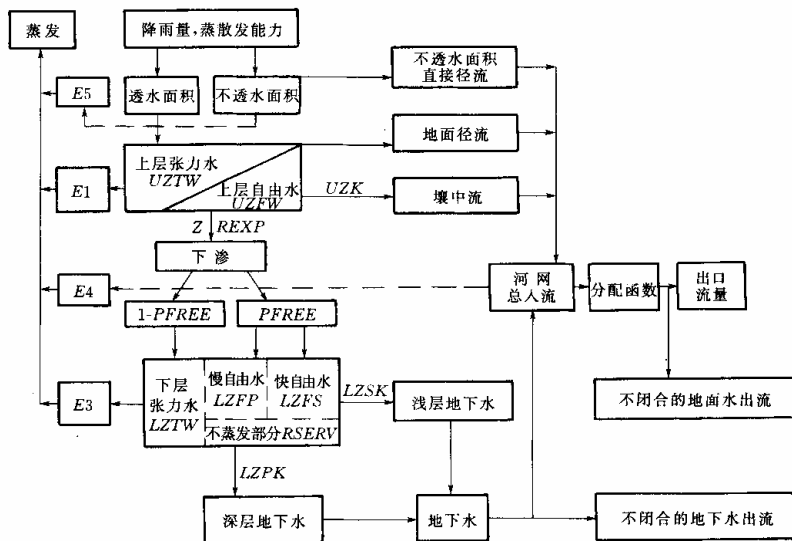 蒸发
降雨量,蒸散发能力
E5
透水面积
不透水面积
不透水面积
直接径流
地面径流
上层张力水
UZTW
上层自由水
UZFW
E1
UZK
壤中流
Z REXP
下渗
E4
河网
总入流
分配函数
出口
流量
1-PFREE
PFREE
E3
下层
张力水
LZTW
慢自由水
LZFP
快自由水
LZFS
不蒸发部分RSERV
LZSK
浅层地下水
不闭合的地面水出流
LZPK
深层地下水
地下水
不闭合的地下水出流